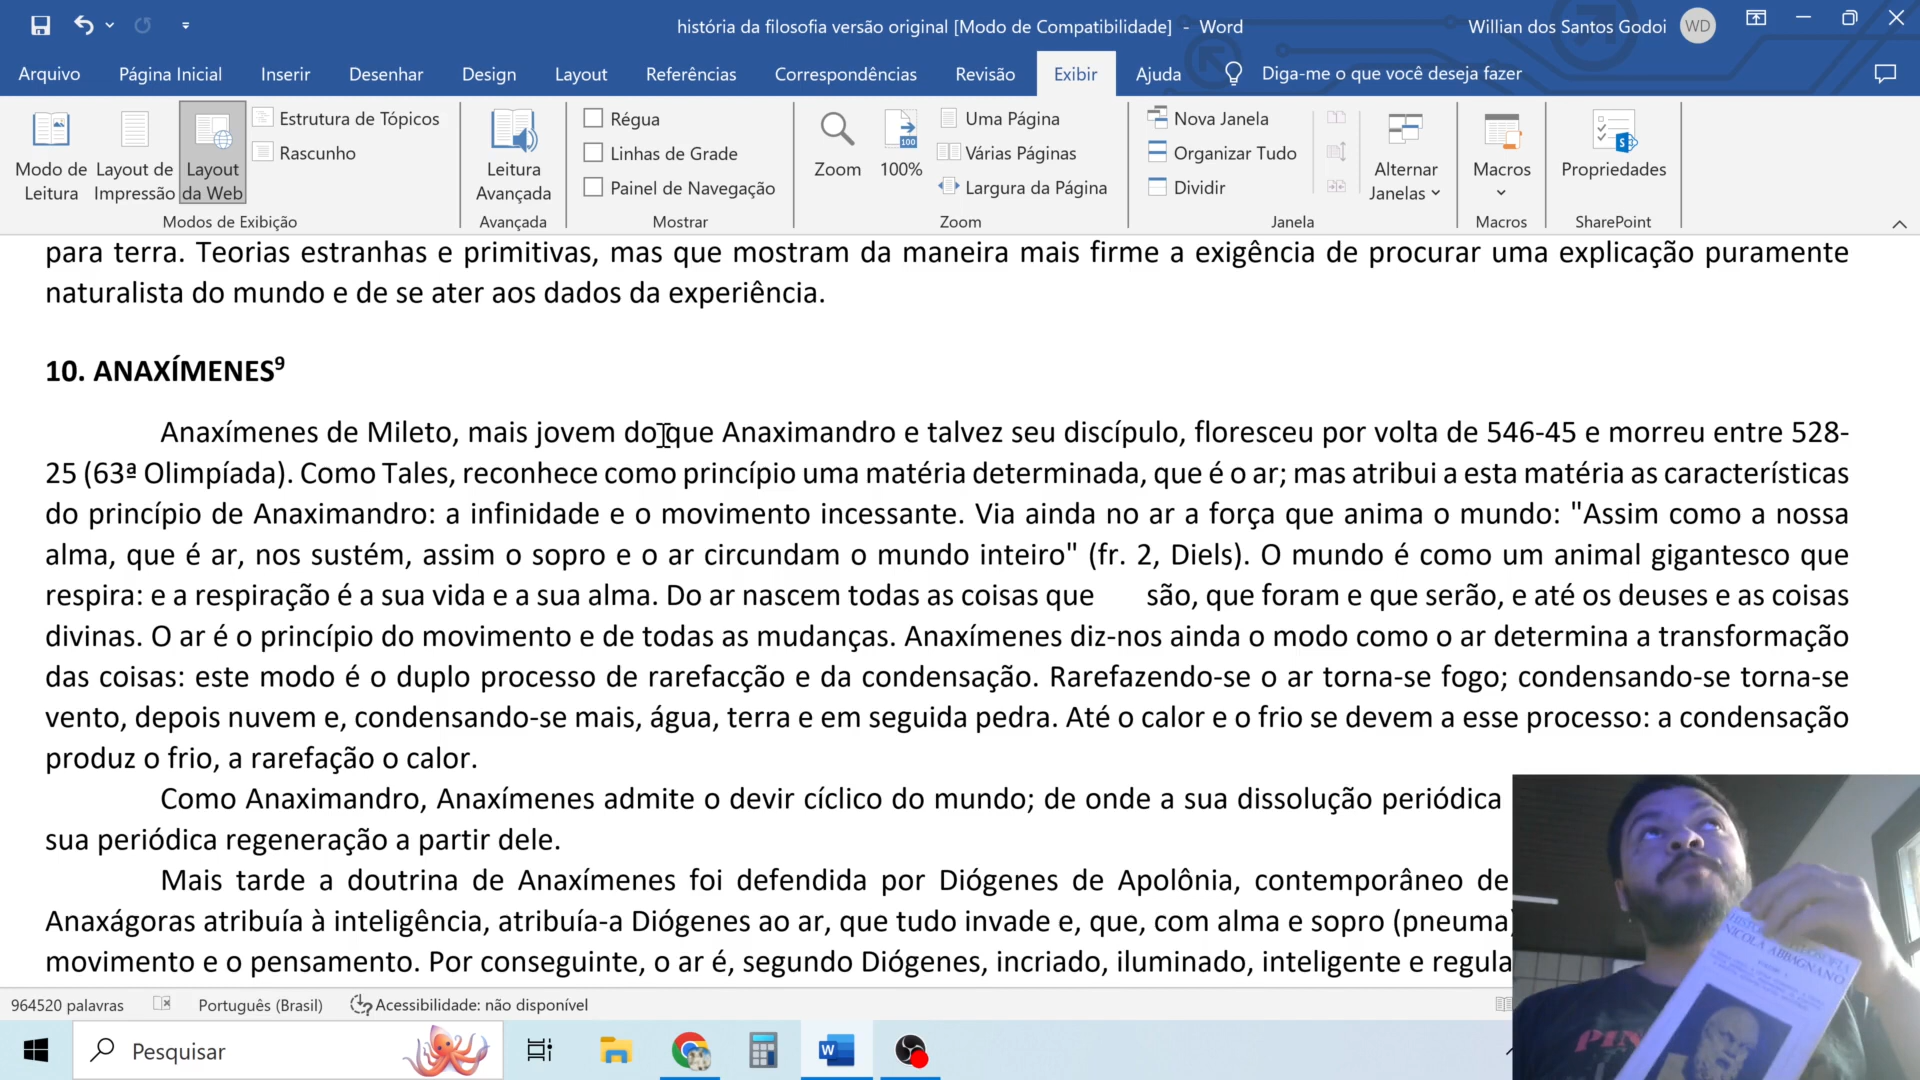 história da filosofia versão original [Modo de Compatibilidade] - Word
Willian dos Santos Godoi
WD
Arquivo Página Inicial Inserir Desenhar Design Layout Referências Correspondências Revisão Exibir Ajuda Diga-me o que você deseja fazer
Modo de Leitura
Layout de Impressão
Layout da Web
Estrutura de Tópicos
Rascunho
Modos de Exibição
Leitura Avançada
Avançada
Régua
Linhas de Grade
Painel de Navegação
Mostrar
Zoom
100
100%
Uma Página
Várias Páginas
Largura da Página
Zoom
Nova Janela
Organizar Tudo
Dividir
Alternar Janelas
Janela
Macros
Macros
Propriedades
SharePoint
para terra. Teorias estranhas e primitivas, mas que mostram da maneira mais firme a exigência de procurar uma explicação puramente
naturalista do mundo e de se ater aos dados da experiência.
10. ANAXÍMENES⁹
Anaxímenes de Mileto, mais jovem do que Anaximandro e talvez seu discípulo, floresceu por volta de 546-45 e morreu entre 528-
25 (63ª Olimpíada). Como Tales, reconhece como princípio uma matéria determinada, que é o ar; mas atribui a esta matéria as características
do princípio de Anaximandro: a infinidade e o movimento incessante. Via ainda no ar a força que anima o mundo: "Assim como a nossa
alma, que é ar, nos sustém, assim o sopro e o ar circundam o mundo inteiro" (fr. 2, Diels). O mundo é como um animal gigantesco que
respira: e a respiração é a sua vida e a sua alma. Do ar nascem todas as coisas que são, que foram e que serão, e até os deuses e as coisas
divinas. O ar é o princípio do movimento e de todas as mudanças. Anaxímenes diz-nos ainda o modo como o ar determina a transformação
das coisas: este modo é o duplo processo de rarefacção e da condensação. Rarefazendo-se o ar torna-se fogo; condensando-se torna-se
vento, depois nuvem e, condensando-se mais, água, terra e em seguida pedra. Até o calor e o frio se devem a esse processo: a condensação
produz o frio, a rarefação o calor.
Como Anaximandro, Anaxímenes admite o devir cíclico do mundo; de onde a sua dissolução periódica
sua periódica regeneração a partir dele.
Mais tarde a doutrina de Anaxímenes foi defendida por Diógenes de Apolônia, contemporâneo de
Anaxágoras atribuía à inteligência, atribuía-a Diógenes ao ar, que tudo invade e, que, com alma e sopro (pneuma)
movimento e o pensamento. Por conseguinte, o ar é, segundo Diógenes, incriado, iluminado, inteligente e regula
NICOLA ABBAGNANO
964520 palavras Português (Brasil) Acessibilidade: não disponível
Pesquisar